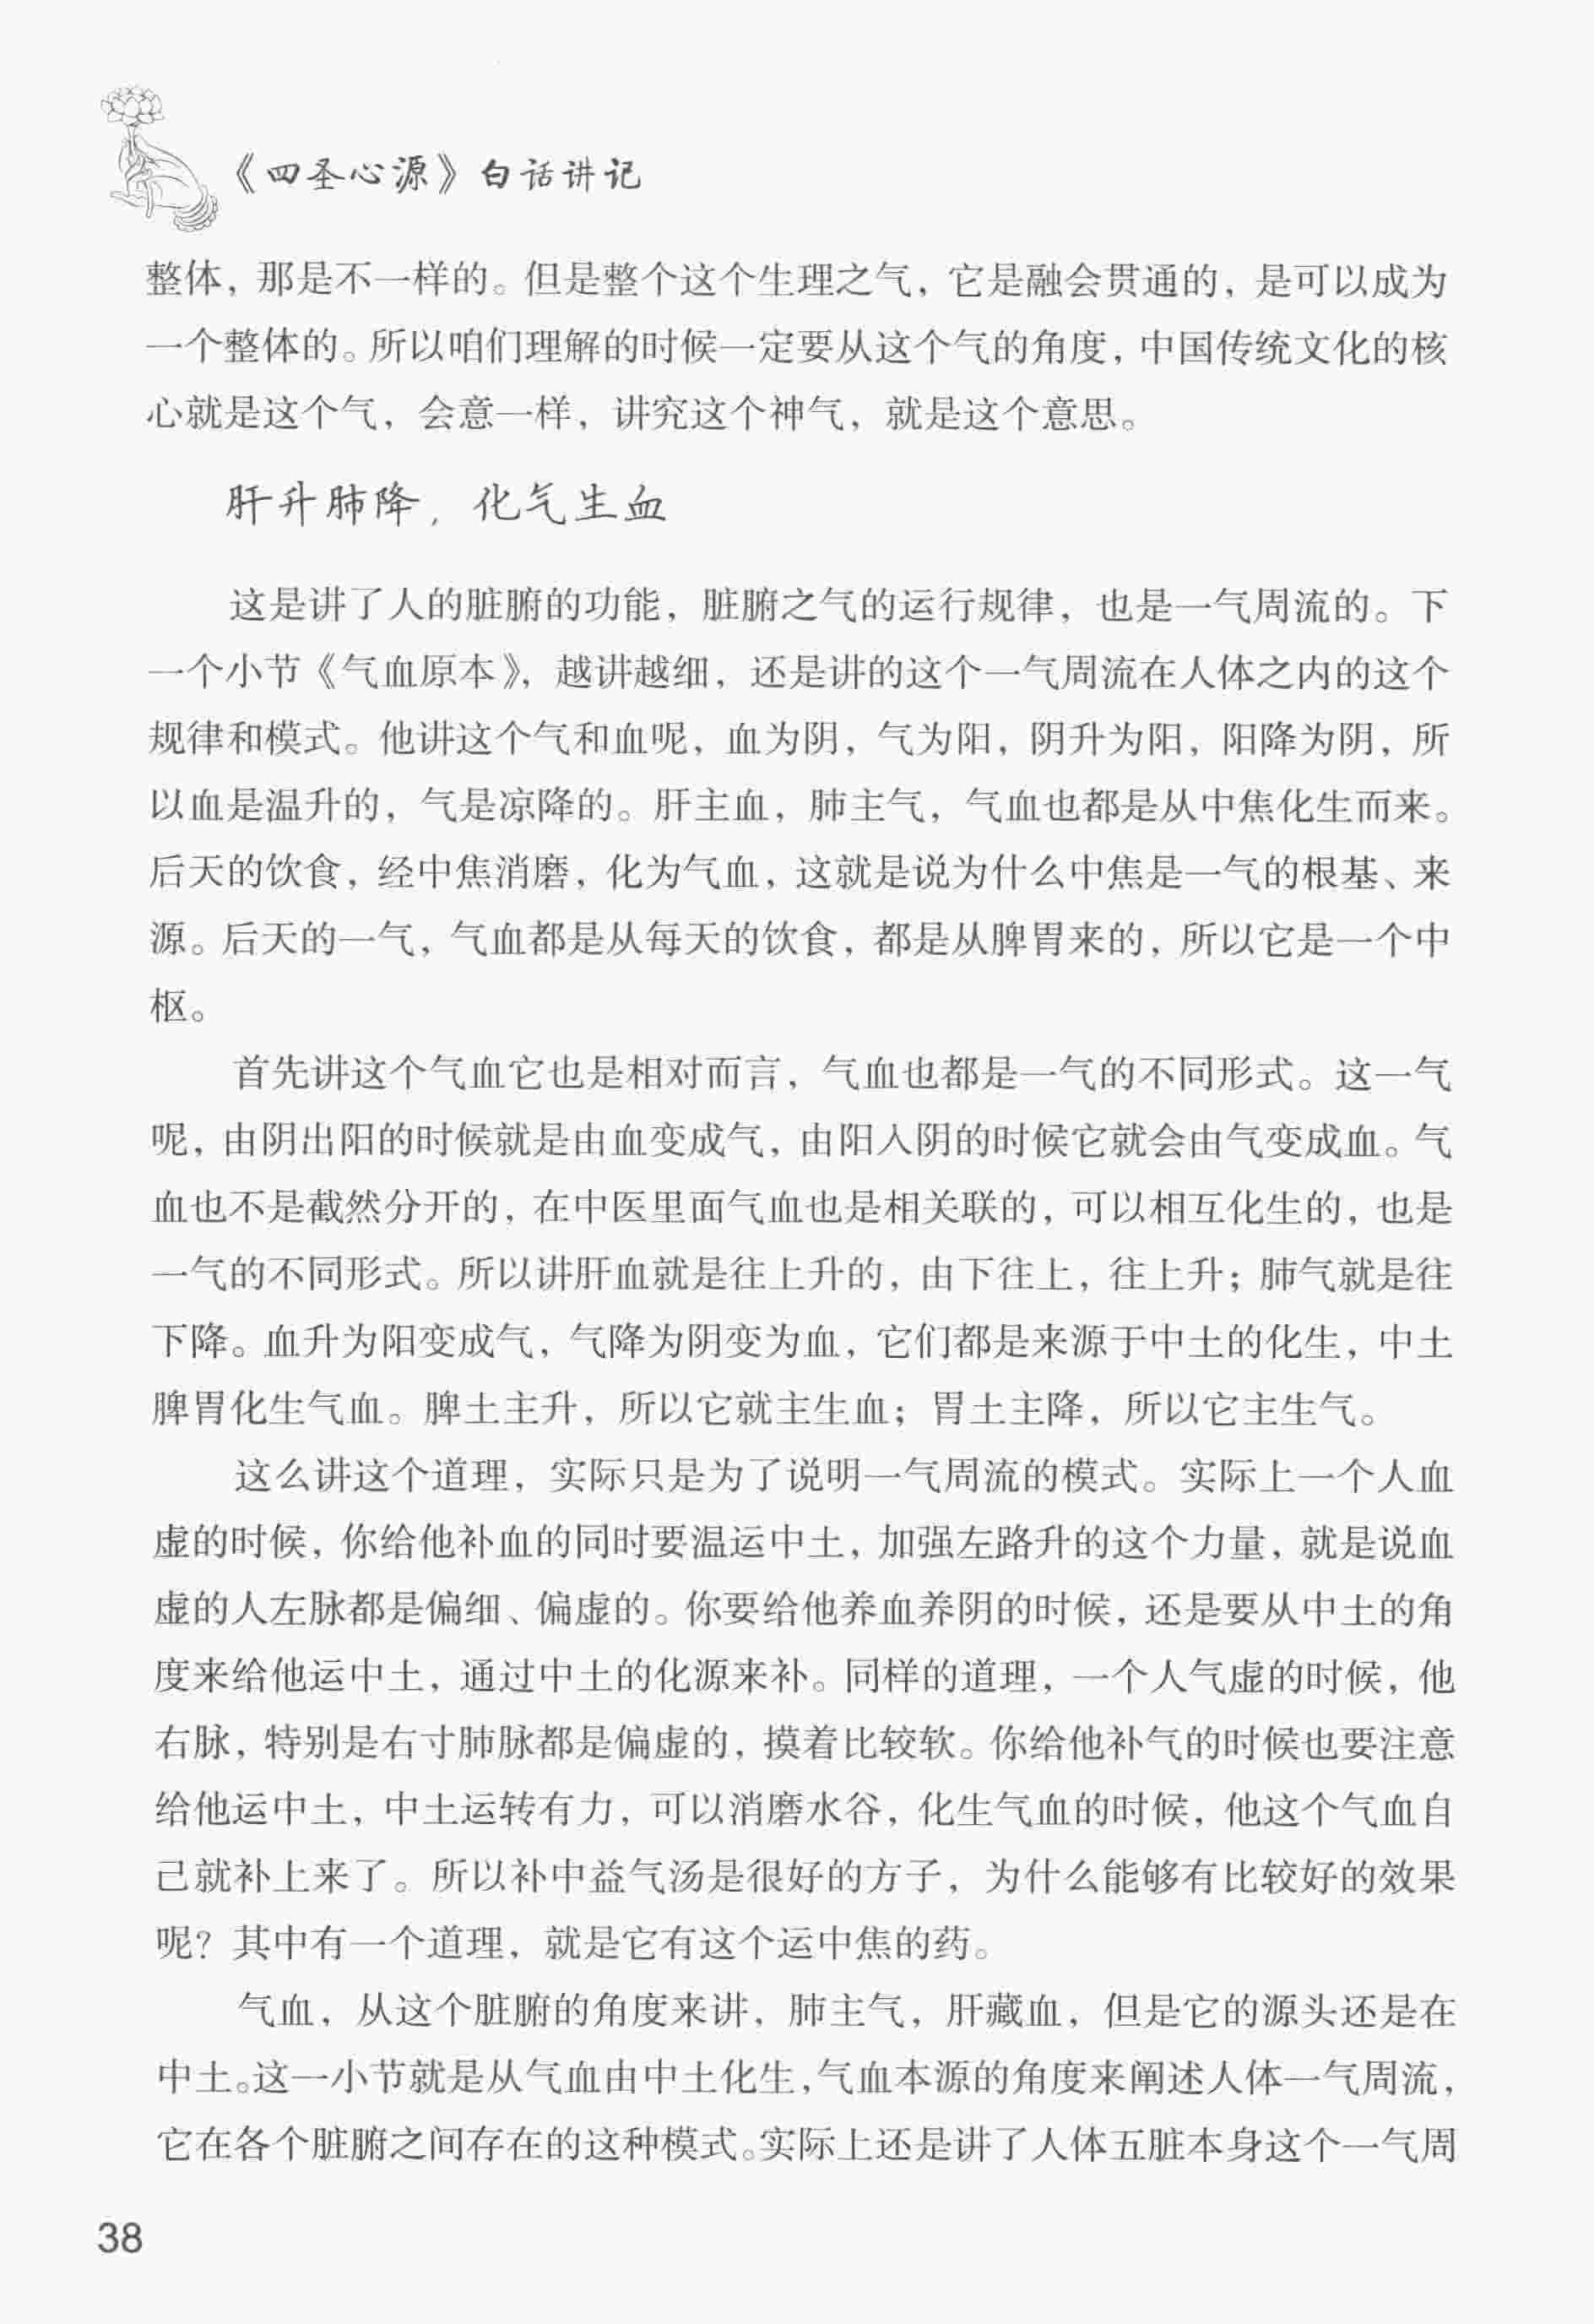 《四圣心源》白话讲记
整体，那是不一样的。但是整个这个生理之气，它是融会贯通的，是可以成为
一个整体的。所以咱们理解的时候一定要从这个气的角度，中国传统文化的核
心就是这个气，会意一样，讲究这个神气，就是这个意思。
肝升肺降，化气生血
这是讲了人的脏腑的功能，脏腑之气的运行规律，也是一气周流的。下
一个小节《气血原本》，越讲越细，还是讲的这个一气周流在人体之内的这个
规律和模式。他讲这个气和血呢，血为阴，气为阳，阴升为阳，阳降为阴，所
以血是温升的，气是凉降的。肝主血，肺主气，气血也都是从中焦化生而来。
后天的饮食，经中焦消磨，化为气血，这就是说为什么中焦是一气的根基、来
源。后天的一气，气血都是从每天的饮食，都是从脾胃来的，所以它是一个中
枢。
首先讲这个气血它也是相对而言，气血也都是一气的不同形式。这一气
呢，由阴出阳的时候就是由血变成气，由阳入阴的时候它就会由气变成血。气
血也不是截然分开的，在中医里面气血也是相关联的，可以相互化生的，也是
一气的不同形式。所以讲肝血就是往上升的，由下往上，往上升；肺气就是往
下降。血升为阳变成气，气降为阴变为血，它们都是来源于中土的化生，中土
脾胃化生气血。脾土主升，所以它就主生血；胃土主降，所以它主生气。
这么讲这个道理，实际只是为了说明一气周流的模式。实际上一个人血
虚的时候，你给他补血的同时要温运中土，加强左路升的这个力量，就是说血
虚的人左脉都是偏细、偏虚的。你要给他养血养阴的时候，还是要从中土的角
度来给他运中土，通过中土的化源来补。同样的道理，一个人气虚的时候，他
右脉，特别是右寸肺脉都是偏虚的，摸着比较软。你给他补气的时候也要注意
给他运中土，中土运转有力，可以消磨水谷，化生气血的时候，他这个气血自
己就补上来了。所以补中益气汤是很好的方子，为什么能够有比较好的效果
呢？其中有一个道理，就是它有这个运中焦的药。
气血，从这个脏腑的角度来讲，肺主气，肝藏血，但是它的源头还是在
中土。这一小节就是从气血由中土化生，气血本源的角度来阐述人体一气周流，
它在各个脏腑之间存在的这种模式。实际上还是讲了人体五脏本身这个一气周
38